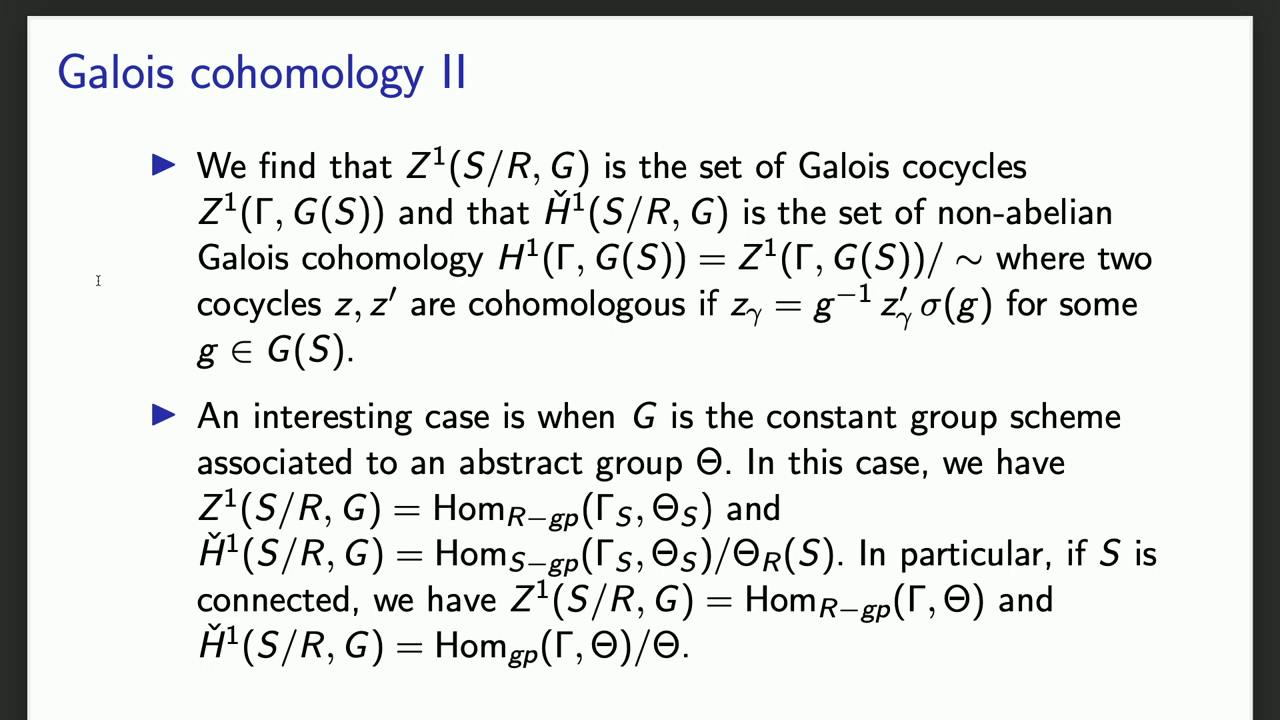 Galois cohomology II
▶ We find that Z¹(S/R, G) is the set of Galois cocycles
Z¹(Γ, G(S)) and that Ȟ¹(S/R, G) is the set of non-abelian
Galois cohomology H¹(Γ, G(S)) = Z¹(Γ, G(S))/ ∼ where two
cocycles z, z′ are cohomologous if z_γ = g⁻¹ z′_γ σ(g) for some
g ∈ G(S).
▶ An interesting case is when G is the constant group scheme
associated to an abstract group Θ. In this case, we have
Z¹(S/R, G) = Hom_{R−gp}(Γ_S, Θ_S) and
Ȟ¹(S/R, G) = Hom_{S−gp}(Γ_S, Θ_S)/Θ_R(S). In particular, if S is
connected, we have Z¹(S/R, G) = Hom_{R−gp}(Γ, Θ) and
Ȟ¹(S/R, G) = Hom_{gp}(Γ, Θ)/Θ.